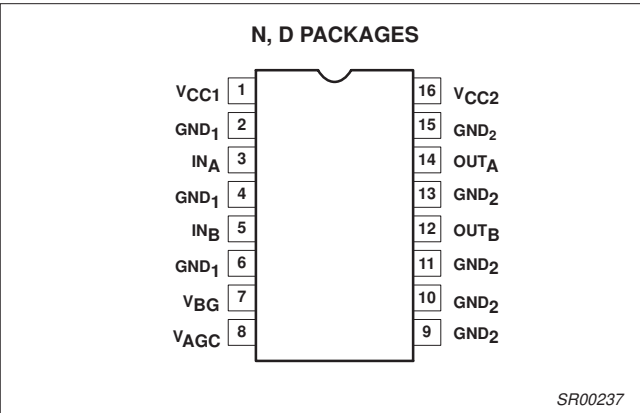 N, D PACKAGES
VCC1 1 16 VCC2
GND1 2 15 GND2
INA 3 14 OUTA
GND1 4 13 GND2
INB 5 12 OUTB
GND1 6 11 GND2
VBG 7 10 GND2
VAGC 8 9 GND2
SR00237